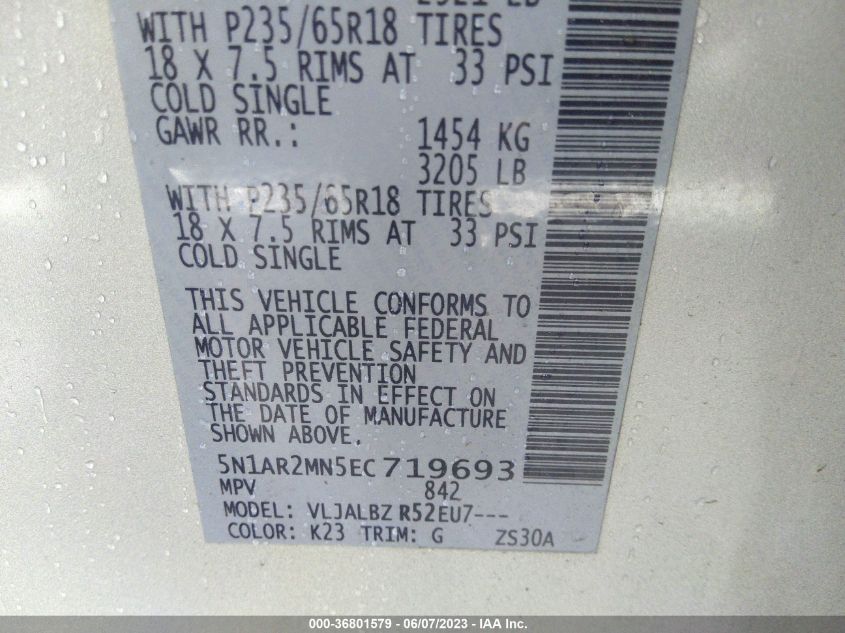 WITH P235/65R18 TIRES
18 X 7.5 RIMS AT 33 PSI
COLD SINGLE
GAWR RR.: 1454 KG
3205 LB
WITH P235/65R18 TIRES
18 X 7.5 RIMS AT 33 PSI
COLD SINGLE
THIS VEHICLE CONFORMS TO
ALL APPLICABLE FEDERAL
MOTOR VEHICLE SAFETY AND
THEFT PREVENTION
STANDARDS IN EFFECT ON
THE DATE OF MANUFACTURE
SHOWN ABOVE.
5N1AR2MN5EC719693
MPV 842
MODEL: VLJALBZ R52EU7---
COLOR: K23 TRIM: G ZS30A
000-36801579 - 06/07/2023 - IAA Inc.